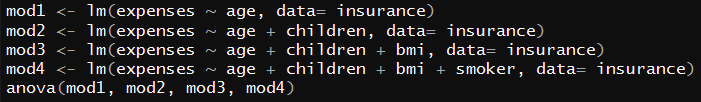 mod1 <- lm(expenses ~ age, data= insurance)
mod2 <- lm(expenses ~ age + children, data= insurance)
mod3 <- lm(expenses ~ age + children + bmi, data= insurance)
mod4 <- lm(expenses ~ age + children + bmi + smoker, data= insurance)
anova(mod1, mod2, mod3, mod4)